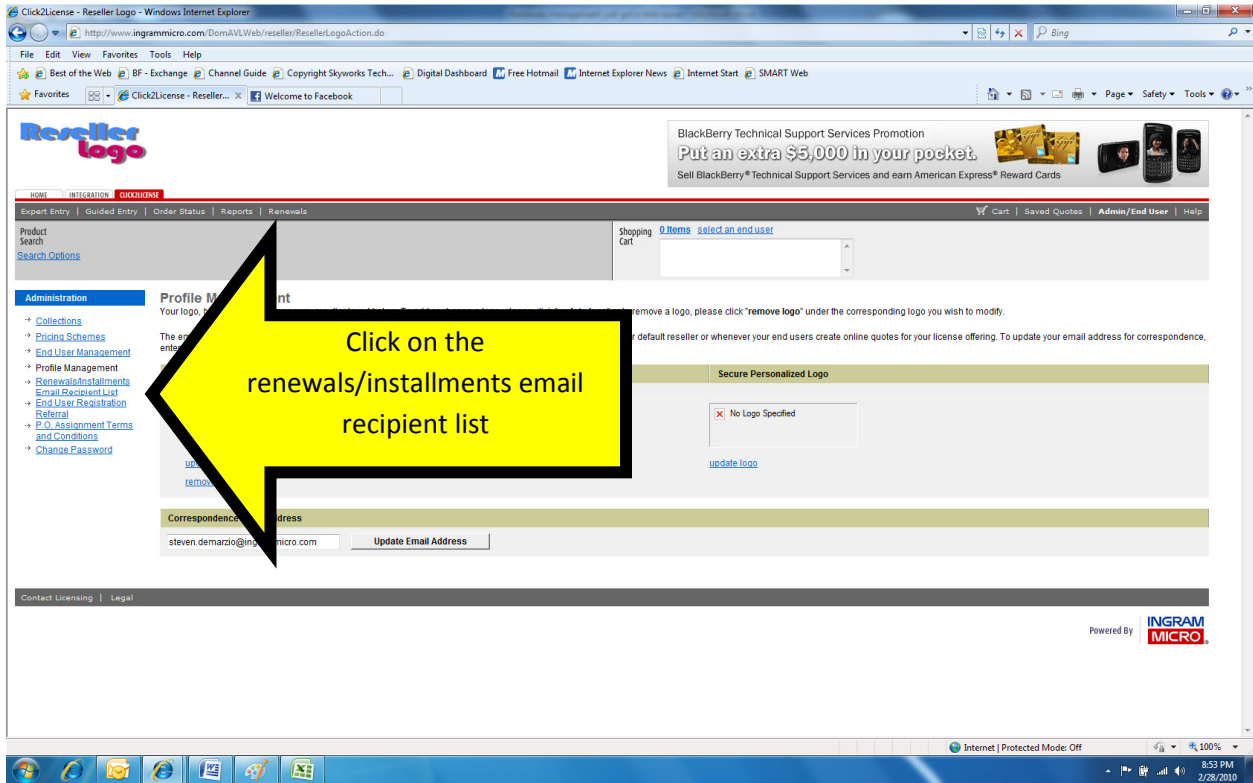 Click2License - Reseller Logo - Windows Internet Explorer
http://www.ingrammicro.com/DomAVLWeb/reseller/ResellerLogoAction.do
Bing
File Edit View Favorites Tools Help
Best of the Web BF - Exchange Channel Guide Copyright Skyworks Tech... Digital Dashboard Free Hotmail Internet Explorer News Internet Start SMART Web
Favorites Click2License - Reseller... Welcome to Facebook Page Safety Tools
Reseller
logo
BlackBerry Technical Support Services Promotion
Put an extra $5,000 in your pocket.
Sell BlackBerry® Technical Support Services and earn American Express® Reward Cards
HOME INTEGRATION CLICK2LICENSE
Expert Entry | Guided Entry | Order Status | Reports | Renewals Cart | Saved Quotes | Admin/End User | Help
Product
Search
Search Options
Shopping
Cart
0 Items select an end user
Administration
Collections
Pricing Schemes
End User Management
Profile Management
Renewals/Installments
Email Recipient List
End User Registration
Referral
P.O. Assignment Terms
and Conditions
Change Password
Profile M nt
Your logo, remove a logo, please click "remove logo" under the corresponding logo you wish to modify.
The default reseller or whenever your end users create online quotes for your license offering. To update your email address for correspondence,
Click on the
renewals/installments email
recipient list
Secure Personalized Logo
No Logo Specified
update logo
remov
Correspondence dress
steven.demarzio@ing micro.com Update Email Address
Contact Licensing | Legal
Powered By INGRAM
MICRO
Internet | Protected Mode: Off 100%
8:53 PM
2/28/2010